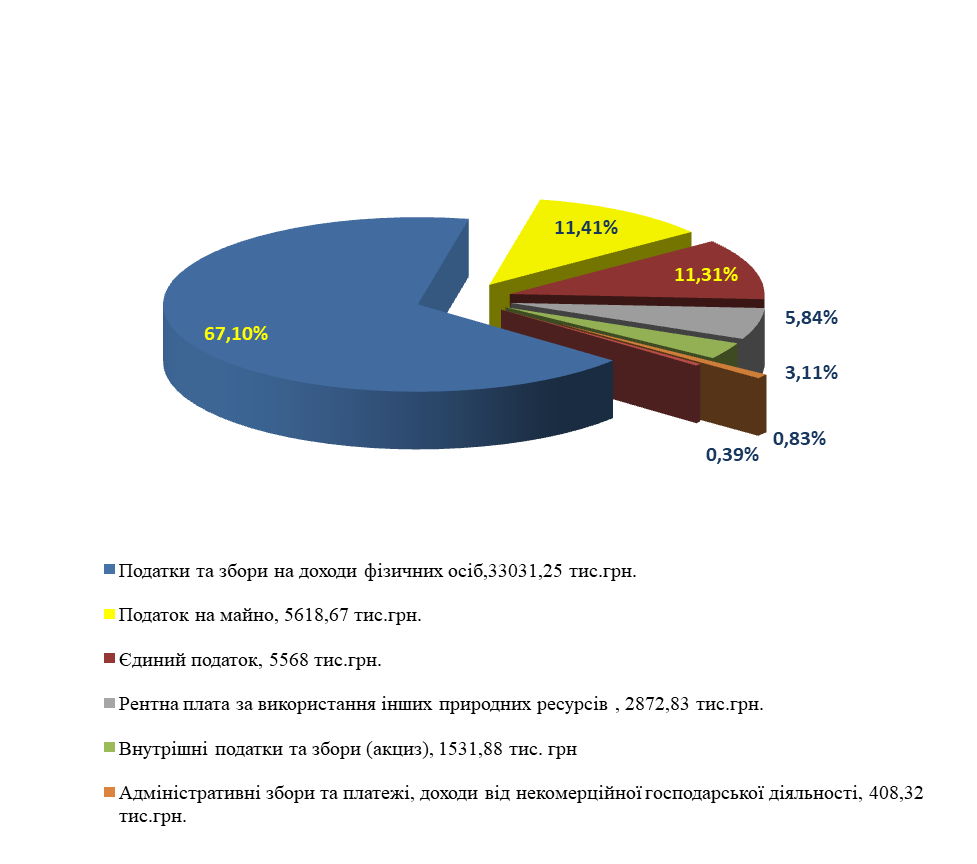 11,41%
11,31%
5,84%
67,10%
3,11%
0,83%
0,39%
Податки та збори на доходи фізичних осіб,33031,25 тис.грн.
Податок на майно, 5618,67 тис.грн.
Єдиний податок, 5568 тис.грн.
Рентна плата за використання інших природних ресурсів , 2872,83 тис.грн.
Внутрішні податки та збори (акциз), 1531,88 тис. грн
Адміністративні збори та платежі, доходи від некомерційної господарської діяльності, 408,32
тис.грн.